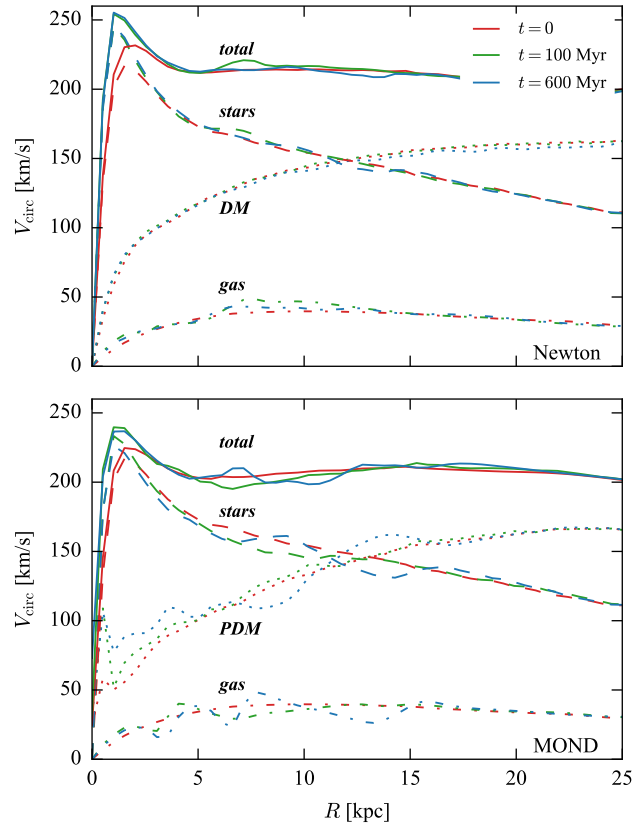 250
200
150
100
50
0
V_circ [km/s]
total
stars
DM
gas
t = 0
t = 100 Myr
t = 600 Myr
Newton
250
200
150
100
50
0
V_circ [km/s]
total
stars
PDM
gas
MOND
0 5 10 15 20 25
R [kpc]